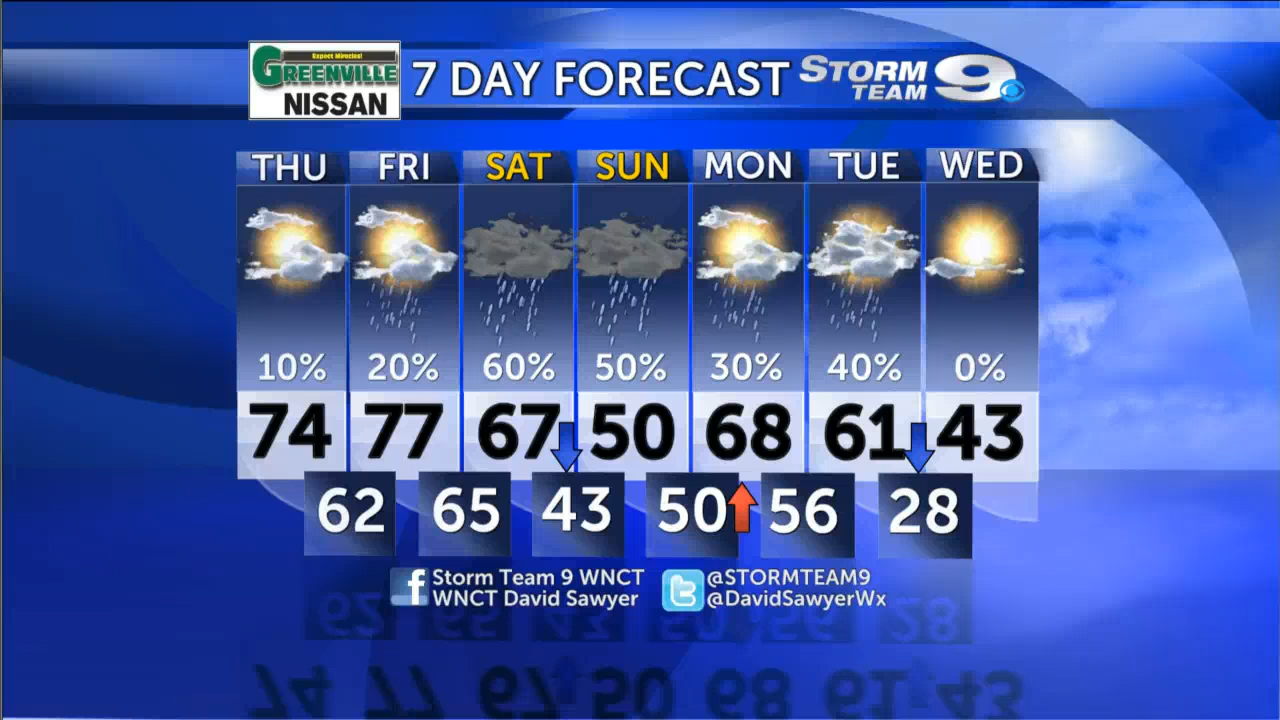 Expect Miracles!
GREENVILLE
NISSAN
7 DAY FORECAST
STORM
TEAM
9
THU FRI SAT SUN MON TUE WED
10% 20% 60% 50% 30% 40% 0%
74 77 67 50 68 61 43
62 65 43 50 56 28
f Storm Team 9 WNCT
WNCT David Sawyer
t @STORMTEAM9
@DavidSawyerWx